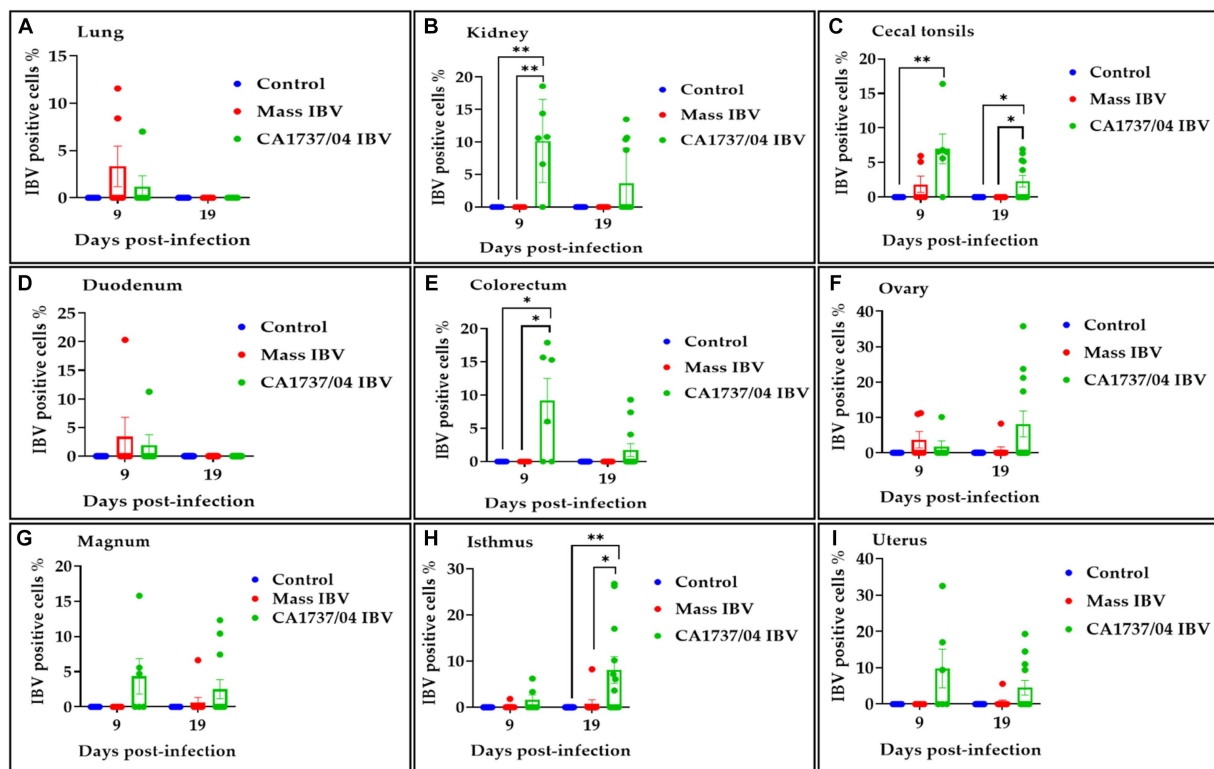 A Lung
IBV positive cells %
15
10
5
0
9 19
Days post-infection
Control
Mass IBV
CA1737/04 IBV
B Kidney
IBV positive cells %
20
15
10
5
0
**
**
9 19
Days post-infection
Control
Mass IBV
CA1737/04 IBV
C Cecal tonsils
IBV positive cells %
20
15
10
5
0
**
*
*
9 19
Days post-infection
Control
Mass IBV
CA1737/04 IBV
D Duodenum
IBV positive cells %
25
20
15
10
5
0
9 19
Days post-infection
Control
Mass IBV
CA1737/04 IBV
E Colorectum
IBV positive cells %
20
15
10
5
0
*
*
9 19
Days post-infection
Control
Mass IBV
CA1737/04 IBV
F Ovary
IBV positive cells %
40
30
20
10
0
9 19
Days post-infection
Control
Mass IBV
CA1737/04 IBV
G Magnum
IBV positive cells %
20
15
10
5
0
9 19
Days post-infection
Control
Mass IBV
CA1737/04 IBV
H Isthmus
IBV positive cells %
30
20
10
0
**
*
9 19
Days post-infection
Control
Mass IBV
CA1737/04 IBV
I Uterus
IBV positive cells %
40
30
20
10
0
9 19
Days post-infection
Control
Mass IBV
CA1737/04 IBV